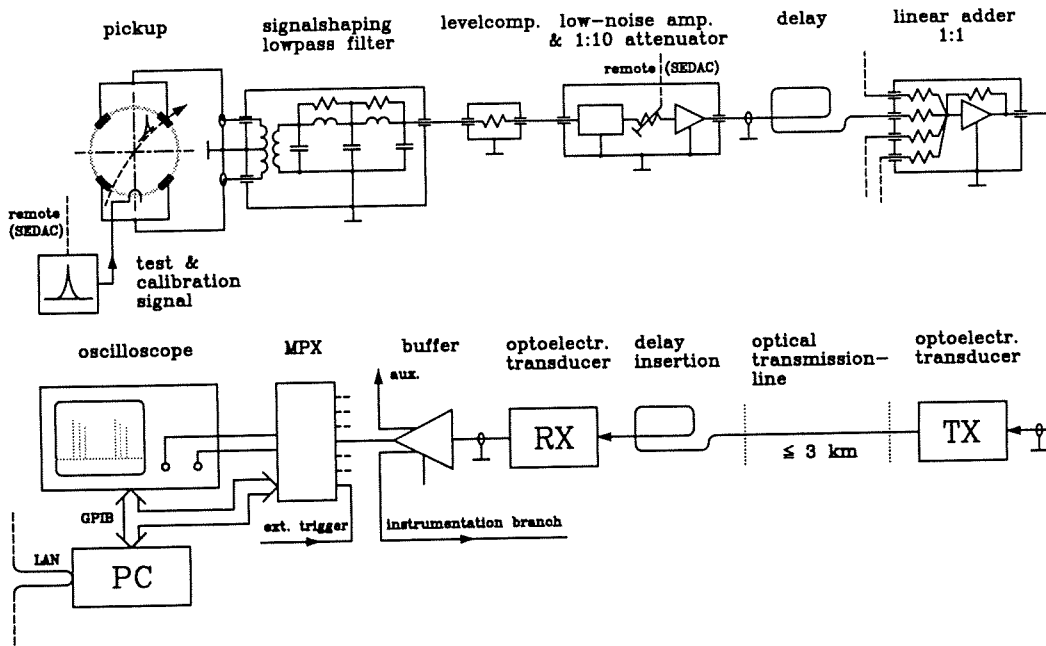 pickup
signalshaping
lowpass filter
levelcomp.
low-noise amp.
& 1:10 attenuator
delay
linear adder
1:1
remote (SEDAC)
remote
(SEDAC)
test &
calibration
signal
oscilloscope
MPX
buffer
optoelectr.
transducer
delay
insertion
optical
transmission-
line
optoelectr.
transducer
aux.
RX
≦ 3 km
TX
GPIB
ext. trigger
instrumentation branch
LAN
PC